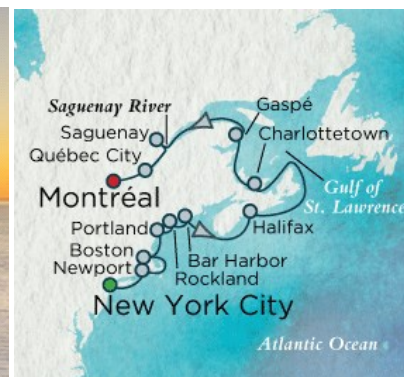 Saguenay River
Gaspé
Saguenay
Charlottetown
Québec City
Gulf of
St. Lawrence
Montréal
Portland
Halifax
Boston
Bar Harbor
Newport
Rockland
New York City
Atlantic Ocean